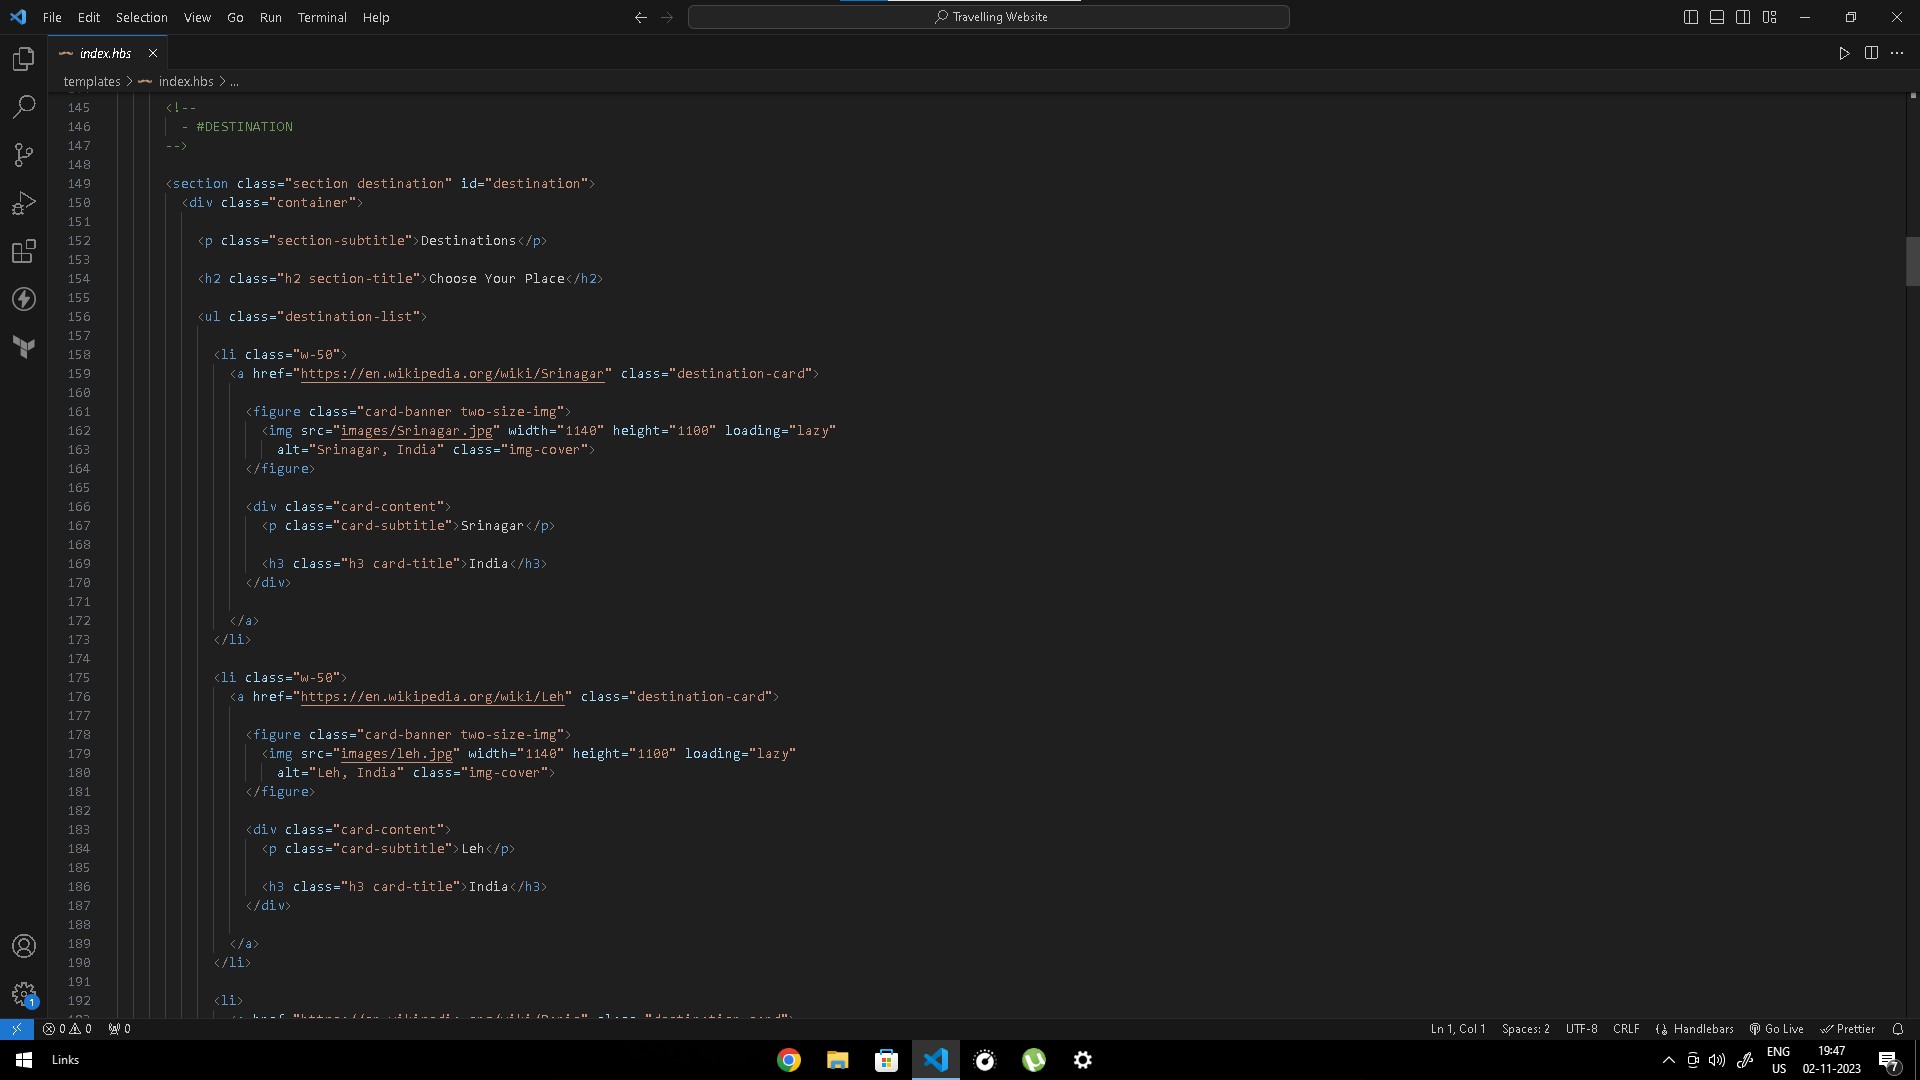 File Edit Selection View Go Run Terminal Help
Travelling Website
index.hbs
templates > index.hbs > ...
145 <!--
146 - #DESTINATION
147 -->
148
149 <section class="section destination" id="destination">
150 <div class="container">
151
152 <p class="section-subtitle">Destinations</p>
153
154 <h2 class="h2 section-title">Choose Your Place</h2>
155
156 <ul class="destination-list">
157
158 <li class="w-50">
159 <a href="https://en.wikipedia.org/wiki/Srinagar" class="destination-card">
160
161 <figure class="card-banner two-size-img">
162 <img src="images/Srinagar.jpg" width="1140" height="1100" loading="lazy"
163 alt="Srinagar, India" class="img-cover">
164 </figure>
165
166 <div class="card-content">
167 <p class="card-subtitle">Srinagar</p>
168
169 <h3 class="h3 card-title">India</h3>
170 </div>
171
172 </a>
173 </li>
174
175 <li class="w-50">
176 <a href="https://en.wikipedia.org/wiki/Leh" class="destination-card">
177
178 <figure class="card-banner two-size-img">
179 <img src="images/leh.jpg" width="1140" height="1100" loading="lazy"
180 alt="Leh, India" class="img-cover">
181 </figure>
182
183 <div class="card-content">
184 <p class="card-subtitle">Leh</p>
185
186 <h3 class="h3 card-title">India</h3>
187 </div>
188
189 </a>
190 </li>
191
192 <li>
0 0 0 Ln 1, Col 1 Spaces: 2 UTF-8 CRLF Handlebars Go Live Prettier
1
Links
ENG US
19:47
02-11-2023
7